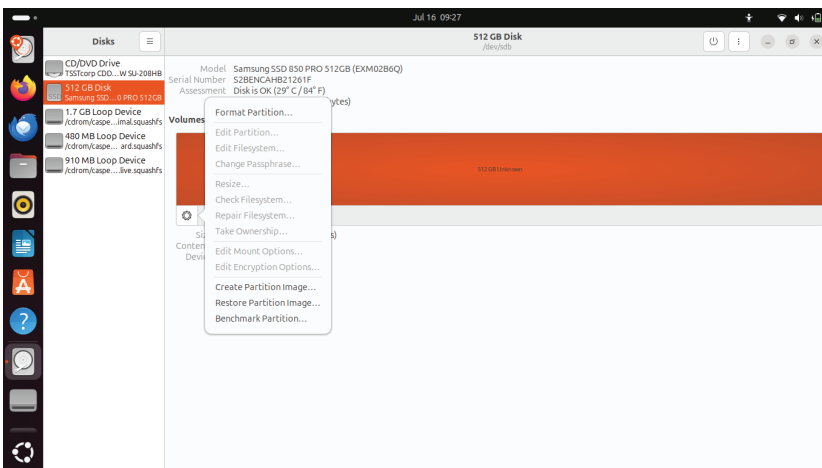 Jul 16 09:27
Disks
512 GB Disk
/dev/sdb
CD/DVD Drive
TSSTcorp CDD...W SU-208HB
512 GB Disk
Samsung SSD...0 PRO 512GB
1.7 GB Loop Device
/cdrom/caspe...imal.squashfs
480 MB Loop Device
/cdrom/caspe... ard.squashfs
910 MB Loop Device
/cdrom/caspe....live.squashfs
Model Samsung SSD 850 PRO 512GB (EXM02B6Q)
Serial Number S2BENCAHB21261F
Assessment Disk is OK (29° C / 84° F)
ytes)
Volumes
512 GB Unknown
Format Partition...
Edit Partition...
Edit Filesystem...
Change Passphrase...
Resize...
Check Filesystem...
Repair Filesystem...
Take Ownership...
Edit Mount Options...
Edit Encryption Options...
Create Partition Image...
Restore Partition Image...
Benchmark Partition...
Siz
s)
Conten
Devi